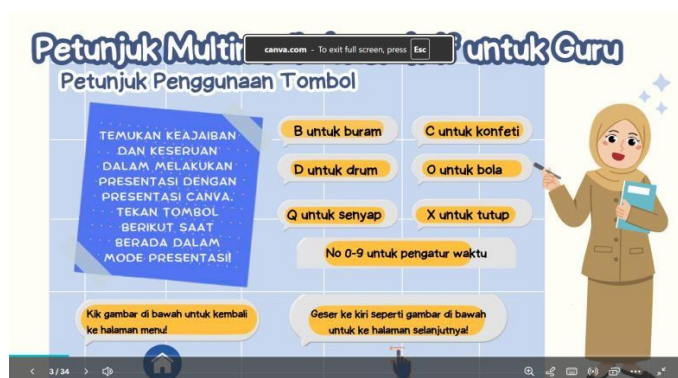 Petunjuk Multi untuk Guru
canva.com - To exit full screen, press Esc
Petunjuk Penggunaan Tombol
TEMUKAN KEAJAIBAN
DAN KESERUAN
DALAM MELAKUKAN
PRESENTASI DENGAN
PRESENTASI CANVA.
TEKAN TOMBOL
BERIKUT SAAT
BERADA DALAM
MODE PRESENTASI!
B untuk buram
C untuk konfeti
D untuk drum
O untuk bola
Q untuk senyap
X untuk tutup
No 0-9 untuk pengatur waktu
Kik gambar di bawah untuk kembali
ke halaman menu!
Geser ke kiri seperti gambar di bawah
untuk ke halaman selanjutnya!
3/34